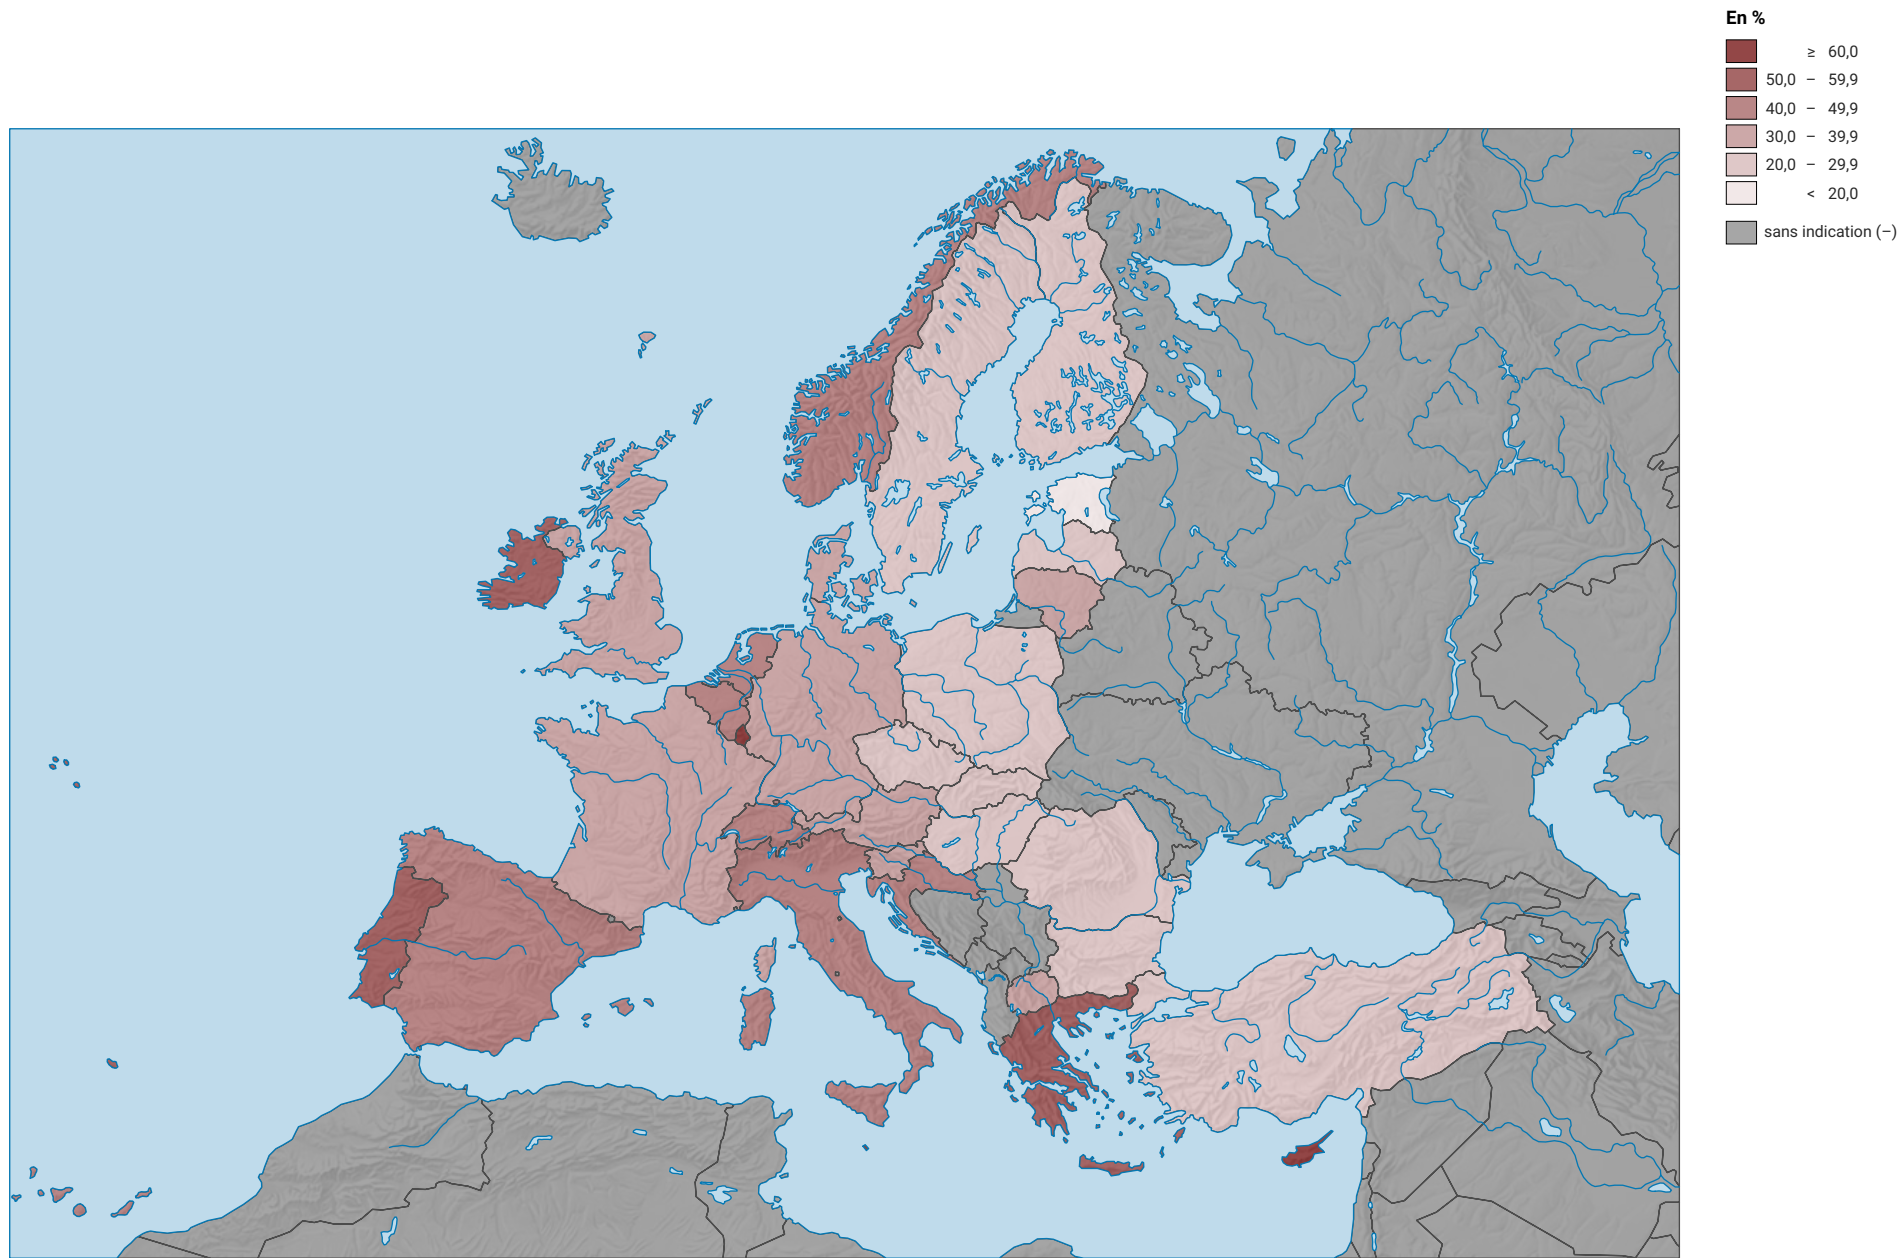 En %
≥ 60,0
50,0 – 59,9
40,0 – 49,9
30,0 – 39,9
20,0 – 29,9
< 20,0
sans indication (–)